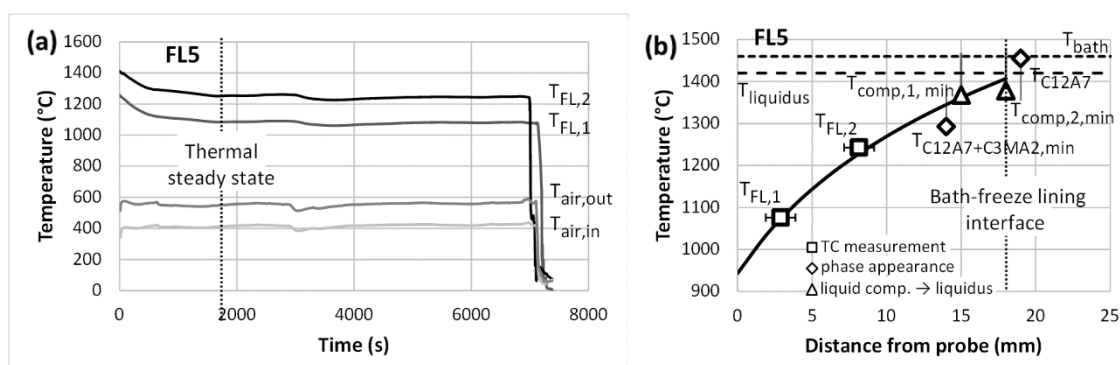 (a)
FL5
1600
1400
1200
1000
800
600
400
200
0
Temperature (°C)
T_FL,2
T_FL,1
Thermal
steady state
T_air,out
T_air,in
0
2000
4000
6000
8000
Time (s)
(b)
FL5
1500
1400
1300
1200
1100
1000
900
Temperature (°C)
T_bath
T_liquidus
T_comp,1, min
T_C12A7
T_comp,2,min
T_FL,2
T_C12A7+C3MA2,min
T_FL,1
Bath-freeze lining
interface
TC measurement
phase appearance
liquid comp. → liquidus
0
5
10
15
20
25
Distance from probe (mm)